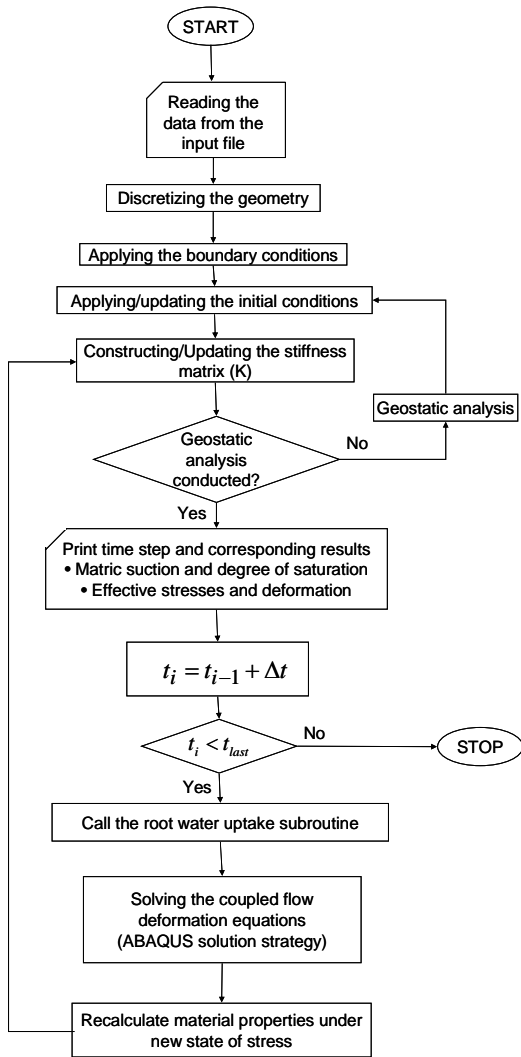 START
Reading the
data from the
input file
Discretizing the geometry
Applying the boundary conditions
Applying/updating the initial conditions
Constructing/Updating the stiffness
matrix (K)
Geostatic analysis
Geostatic
analysis
conducted?
No
Yes
Print time step and corresponding results
• Matric suction and degree of saturation
• Effective stresses and deformation
t_i = t_{i-1} + Δt
t_i < t_{last}
No
STOP
Yes
Call the root water uptake subroutine
Solving the coupled flow
deformation equations
(ABAQUS solution strategy)
Recalculate material properties under
new state of stress